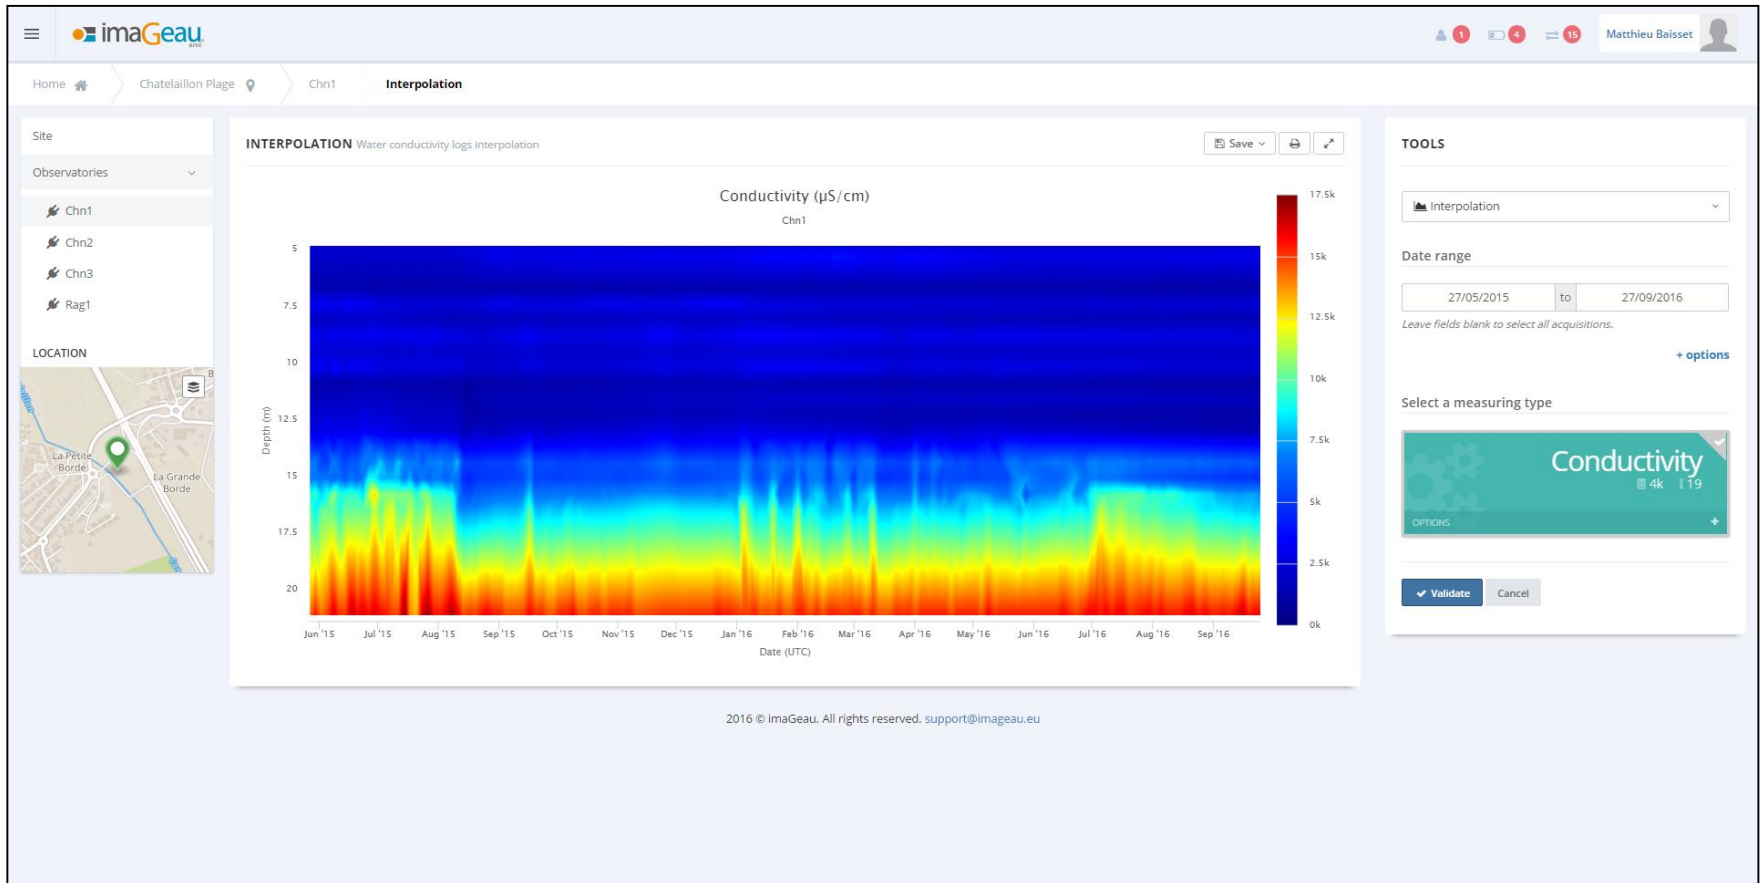 imaGeau
1
4
15
Matthieu Baisset
Home
Chatelaillon Plage
Chn1
Interpolation
Site
Observatories
Chn1
Chn2
Chn3
Rag1
LOCATION
B
La Petite
Borde
La Grande
Borde
INTERPOLATION Water conductivity logs interpolation
Save
Conductivity (µS/cm)
Chn1
5
7.5
10
12.5
15
17.5
20
Depth (m)
Jun '15 Jul '15 Aug '15 Sep '15 Oct '15 Nov '15 Dec '15 Jan '16 Feb '16 Mar '16 Apr '16 May '16 Jun '16 Jul '16 Aug '16 Sep '16
Date (UTC)
17.5k
15k
12.5k
10k
7.5k
5k
2.5k
0k
TOOLS
Interpolation
Date range
27/05/2015 to 27/09/2016
Leave fields blank to select all acquisitions.
+ options
Select a measuring type
Conductivity
4k 19
OPTIONS +
Validate Cancel
2016 © imaGeau. All rights reserved. support@imageau.eu